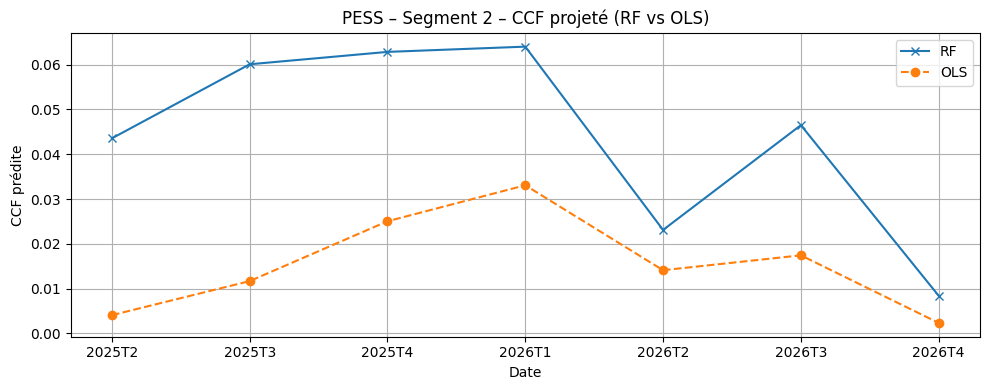 PESS – Segment 2 – CCF projeté (RF vs OLS)
RF
OLS
CCF prédite
0.06
0.05
0.04
0.03
0.02
0.01
0.00
2025T2 2025T3 2025T4 2026T1 2026T2 2026T3 2026T4
Date